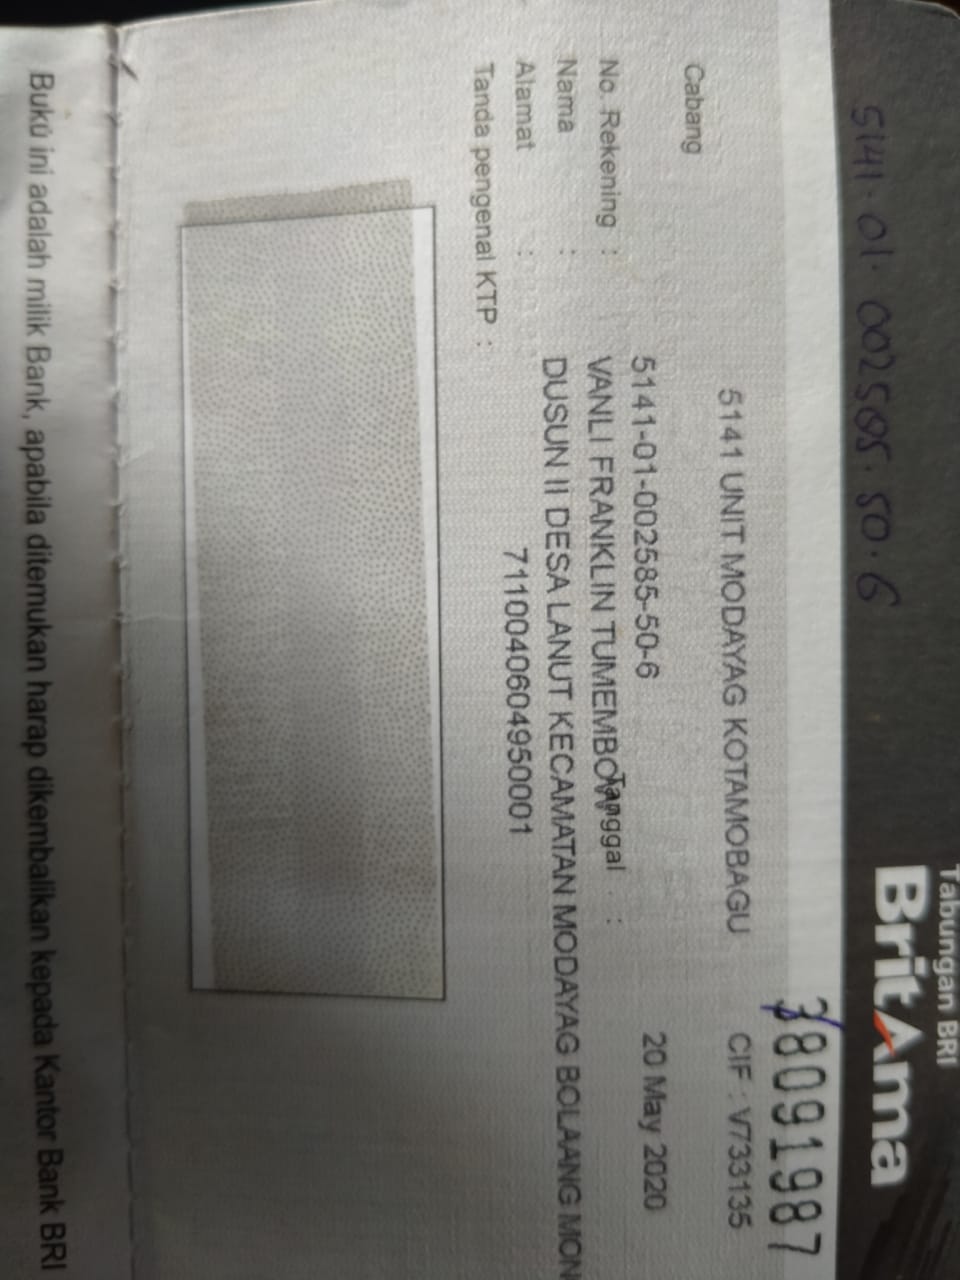 Tabungan BRI
BritAma
5141.01.002585.50.6
38091987
5141 UNIT MODAYAG KOTAMOBAGU CIF : V733135
Cabang
5141-01-002585-50-6 20 May 2020
No. Rekening : Tanggal :
Nama : VANLI FRANKLIN TUMEMBOW
Alamat : DUSUN II DESA LANUT KECAMATAN MODAYAG BOLAANG MON
7110040604950001
Tanda pengenal KTP :
Buku ini adalah milik Bank, apabila ditemukan harap dikembalikan kepada Kantor Bank BRI